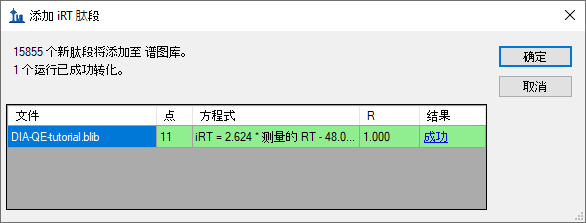 添加 iRT 肽段
15855 个新肽段将添加至 谱图库。
1 个运行已成功转化。
确定
取消
文件 点 方程式 R 结果
DIA-QE-tutorial.blib 11 iRT = 2.624 * 测量的 RT - 48.0... 1.000 成功